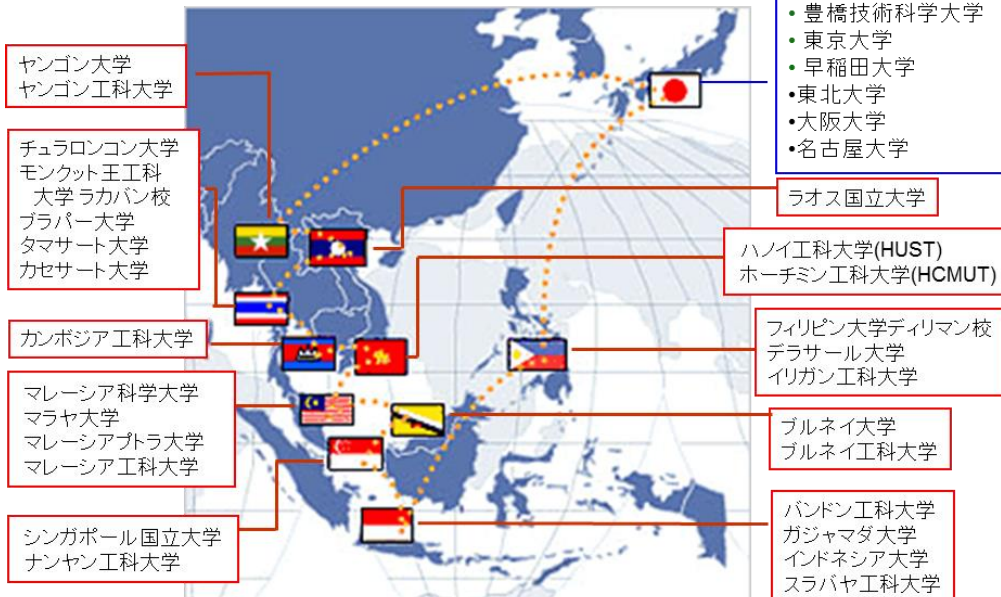 ヤンゴン大学
ヤンゴン工科大学
チュラロンコン大学
モンクット王工科
大学 ラカバン校
ブラパー大学
タマサート大学
カセサート大学
カンボジア工科大学
マレーシア科学大学
マラヤ大学
マレーシアプトラ大学
マレーシア工科大学
シンガポール国立大学
ナンヤン工科大学
• 豊橋技術科学大学
• 東京大学
• 早稲田大学
•東北大学
•大阪大学
•名古屋大学
ラオス国立大学
ハノイ工科大学(HUST)
ホーチミン工科大学(HCMUT)
フィリピン大学ディリマン校
デラサール大学
イリガン工科大学
ブルネイ大学
ブルネイ工科大学
バンドン工科大学
ガジャマダ大学
インドネシア大学
スラバヤ工科大学